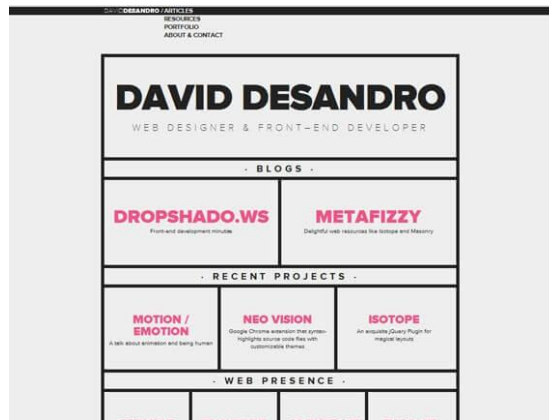 DAVIDDESANDRO / ARTICLES
RESOURCES
PORTFOLIO
ABOUT & CONTACT
DAVID DESANDRO
WEB DESIGNER & FRONT–END DEVELOPER
· BLOGS ·
DROPSHADO.WS
Front-end development minutes
METAFIZZY
Delightful web resources like Isotope and Masonry
· RECENT PROJECTS ·
MOTION /
EMOTION
A talk about animation and being human
NEO VISION
Google Chrome extension that syntax-
highlights source code files with
customizable themes
ISOTOPE
An exquisite jQuery Plugin for
magical layouts
· WEB PRESENCE ·